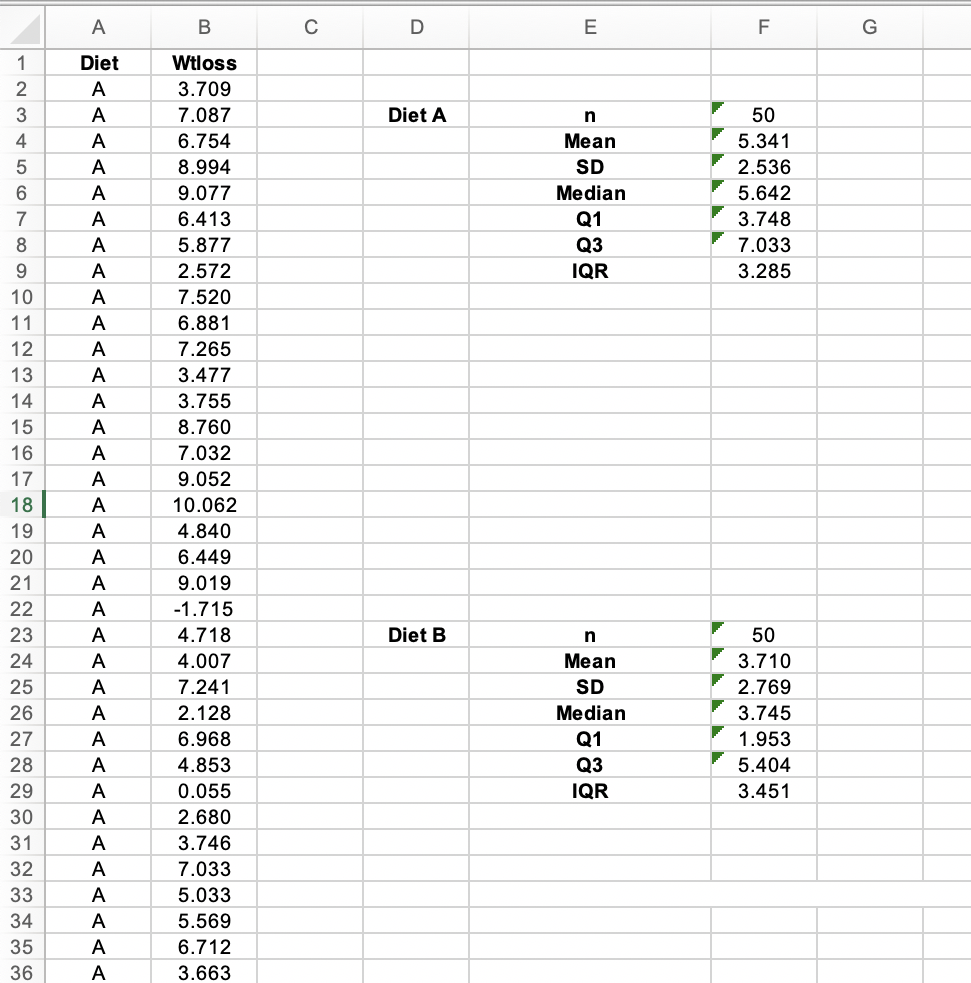 A B C D E F G
1 Diet Wtloss
2 A 3.709
3 A 7.087 Diet A n 50
4 A 6.754 Mean 5.341
5 A 8.994 SD 2.536
6 A 9.077 Median 5.642
7 A 6.413 Q1 3.748
8 A 5.877 Q3 7.033
9 A 2.572 IQR 3.285
10 A 7.520
11 A 6.881
12 A 7.265
13 A 3.477
14 A 3.755
15 A 8.760
16 A 7.032
17 A 9.052
18 A 10.062
19 A 4.840
20 A 6.449
21 A 9.019
22 A -1.715
23 A 4.718 Diet B n 50
24 A 4.007 Mean 3.710
25 A 7.241 SD 2.769
26 A 2.128 Median 3.745
27 A 6.968 Q1 1.953
28 A 4.853 Q3 5.404
29 A 0.055 IQR 3.451
30 A 2.680
31 A 3.746
32 A 7.033
33 A 5.033
34 A 5.569
35 A 6.712
36 A 3.663